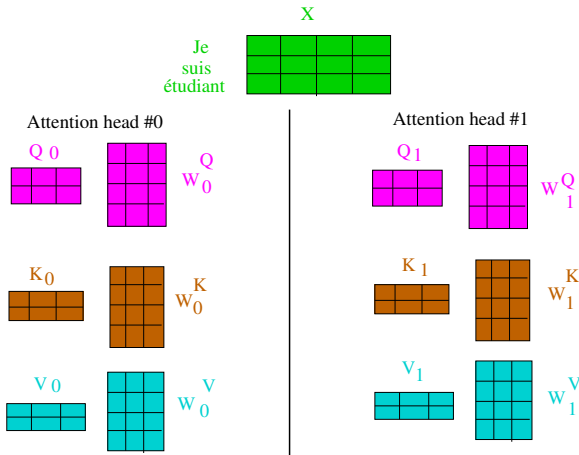 X
Je
suis
étudiant
Attention head #0
Attention head #1
Q 0
W 0 Q
Q 1
W 1 Q
K 0
W 0 K
K 1
W 1 K
V 0
W 0 V
V 1
W 1 V